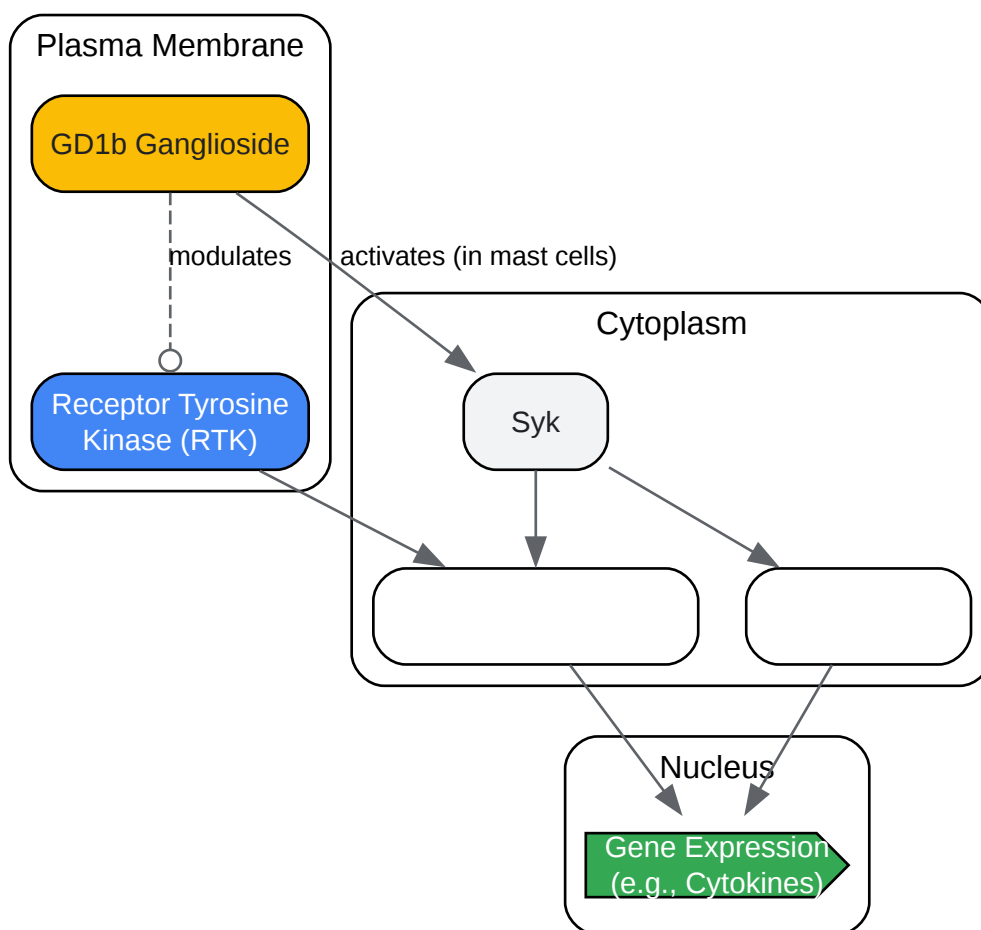 Plasma Membrane
GD1b Ganglioside
modulates
activates (in mast cells)
Cytoplasm
Receptor Tyrosine
Kinase (RTK)
Syk
Nucleus
Gene Expression
(e.g., Cytokines)